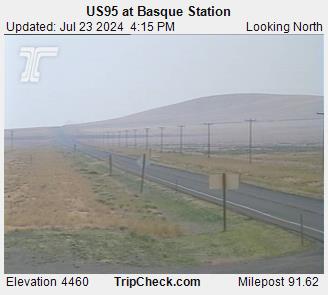 US95 at Basque Station
Updated: Jul 23 2024 4:15 PM Looking North
Elevation 4460 TripCheck.com Milepost 91.62